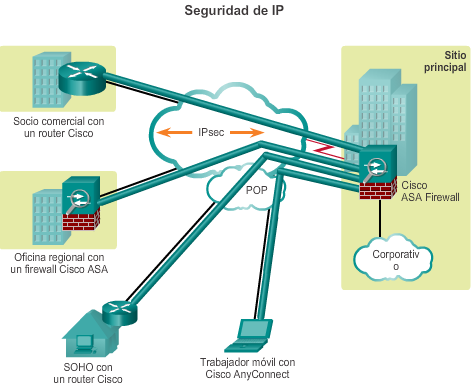 Seguridad de IP
Sitio
principal
Socio comercial con
un router Cisco
IPsec
POP
Cisco
ASA Firewall
Oficina regional con
un firewall Cisco ASA
Corporativ
o
SOHO con
un router Cisco
Trabajador móvil con
Cisco AnyConnect